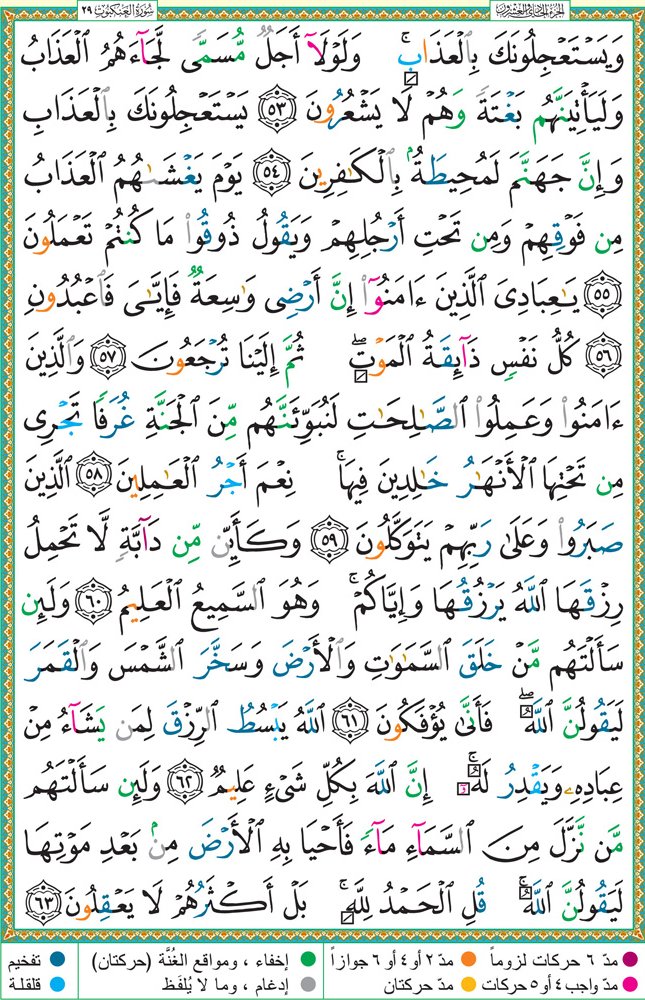 الجزء الحادي والعشرون
سُورَةُ العَنكَبُوت ٢٩
وَيَسْتَعْجِلُونَكَ بِٱلْعَذَابِ ۚ وَلَوْلَآ أَجَلٌ مُّسَمًّى لَّجَآءَهُمُ ٱلْعَذَابُ
وَلَيَأْتِيَنَّهُم بَغْتَةً وَهُمْ لَا يَشْعُرُونَ ٥٣ يَسْتَعْجِلُونَكَ بِٱلْعَذَابِ
وَإِنَّ جَهَنَّمَ لَمُحِيطَةٌۢ بِٱلْكَـٰفِرِينَ ٥٤ يَوْمَ يَغْشَىٰهُمُ ٱلْعَذَابُ
مِن فَوْقِهِمْ وَمِن تَحْتِ أَرْجُلِهِمْ وَيَقُولُ ذُوقُوا۟ مَا كُنتُمْ تَعْمَلُونَ
٥٥ يَـٰعِبَادِىَ ٱلَّذِينَ ءَامَنُوٓا۟ إِنَّ أَرْضِى وَٰسِعَةٌ فَإِيَّـٰىَ فَٱعْبُدُونِ
٥٦ كُلُّ نَفْسٍ ذَآئِقَةُ ٱلْمَوْتِ ۖ ثُمَّ إِلَيْنَا تُرْجَعُونَ ٥٧ وَٱلَّذِينَ
ءَامَنُوا۟ وَعَمِلُوا۟ ٱلصَّـٰلِحَـٰتِ لَنُبَوِّئَنَّهُم مِّنَ ٱلْجَنَّةِ غُرَفًا تَجْرِى
مِن تَحْتِهَا ٱلْأَنْهَـٰرُ خَـٰلِدِينَ فِيهَا ۚ نِعْمَ أَجْرُ ٱلْعَـٰمِلِينَ ٥٨ ٱلَّذِينَ
صَبَرُوا۟ وَعَلَىٰ رَبِّهِمْ يَتَوَكَّلُونَ ٥٩ وَكَأَيِّن مِّن دَآبَّةٍ لَّا تَحْمِلُ
رِزْقَهَا ٱللَّهُ يَرْزُقُهَا وَإِيَّاكُمْ ۚ وَهُوَ ٱلسَّمِيعُ ٱلْعَلِيمُ ٦٠ وَلَئِن
سَأَلْتَهُم مَّنْ خَلَقَ ٱلسَّمَـٰوَٰتِ وَٱلْأَرْضَ وَسَخَّرَ ٱلشَّمْسَ وَٱلْقَمَرَ
لَيَقُولُنَّ ٱللَّهُ ۖ فَأَنَّىٰ يُؤْفَكُونَ ٦١ ٱللَّهُ يَبْسُطُ ٱلرِّزْقَ لِمَن يَشَآءُ مِنْ
عِبَادِهِۦ وَيَقْدِرُ لَهُۥٓ ۚ إِنَّ ٱللَّهَ بِكُلِّ شَىْءٍ عَلِيمٌ ٦٢ وَلَئِن سَأَلْتَهُم
مَّن نَّزَّلَ مِنَ ٱلسَّمَآءِ مَآءً فَأَحْيَا بِهِ ٱلْأَرْضَ مِنۢ بَعْدِ مَوْتِهَا
لَيَقُولُنَّ ٱللَّهُ ۚ قُلِ ٱلْحَمْدُ لِلَّهِ ۚ بَلْ أَكْثَرُهُمْ لَا يَعْقِلُونَ ٦٣
مدّ ٦ حركات لزوماً مدّ ٢ أو ٤ أو ٦ جوازاً إخفاء ، ومواقع الغُنَّة (حركتان) تفخيم
مدّ واجب ٤ أو ٥ حركات مدّ حركتان إدغام ، وما لا يُلفَظ قلقلة